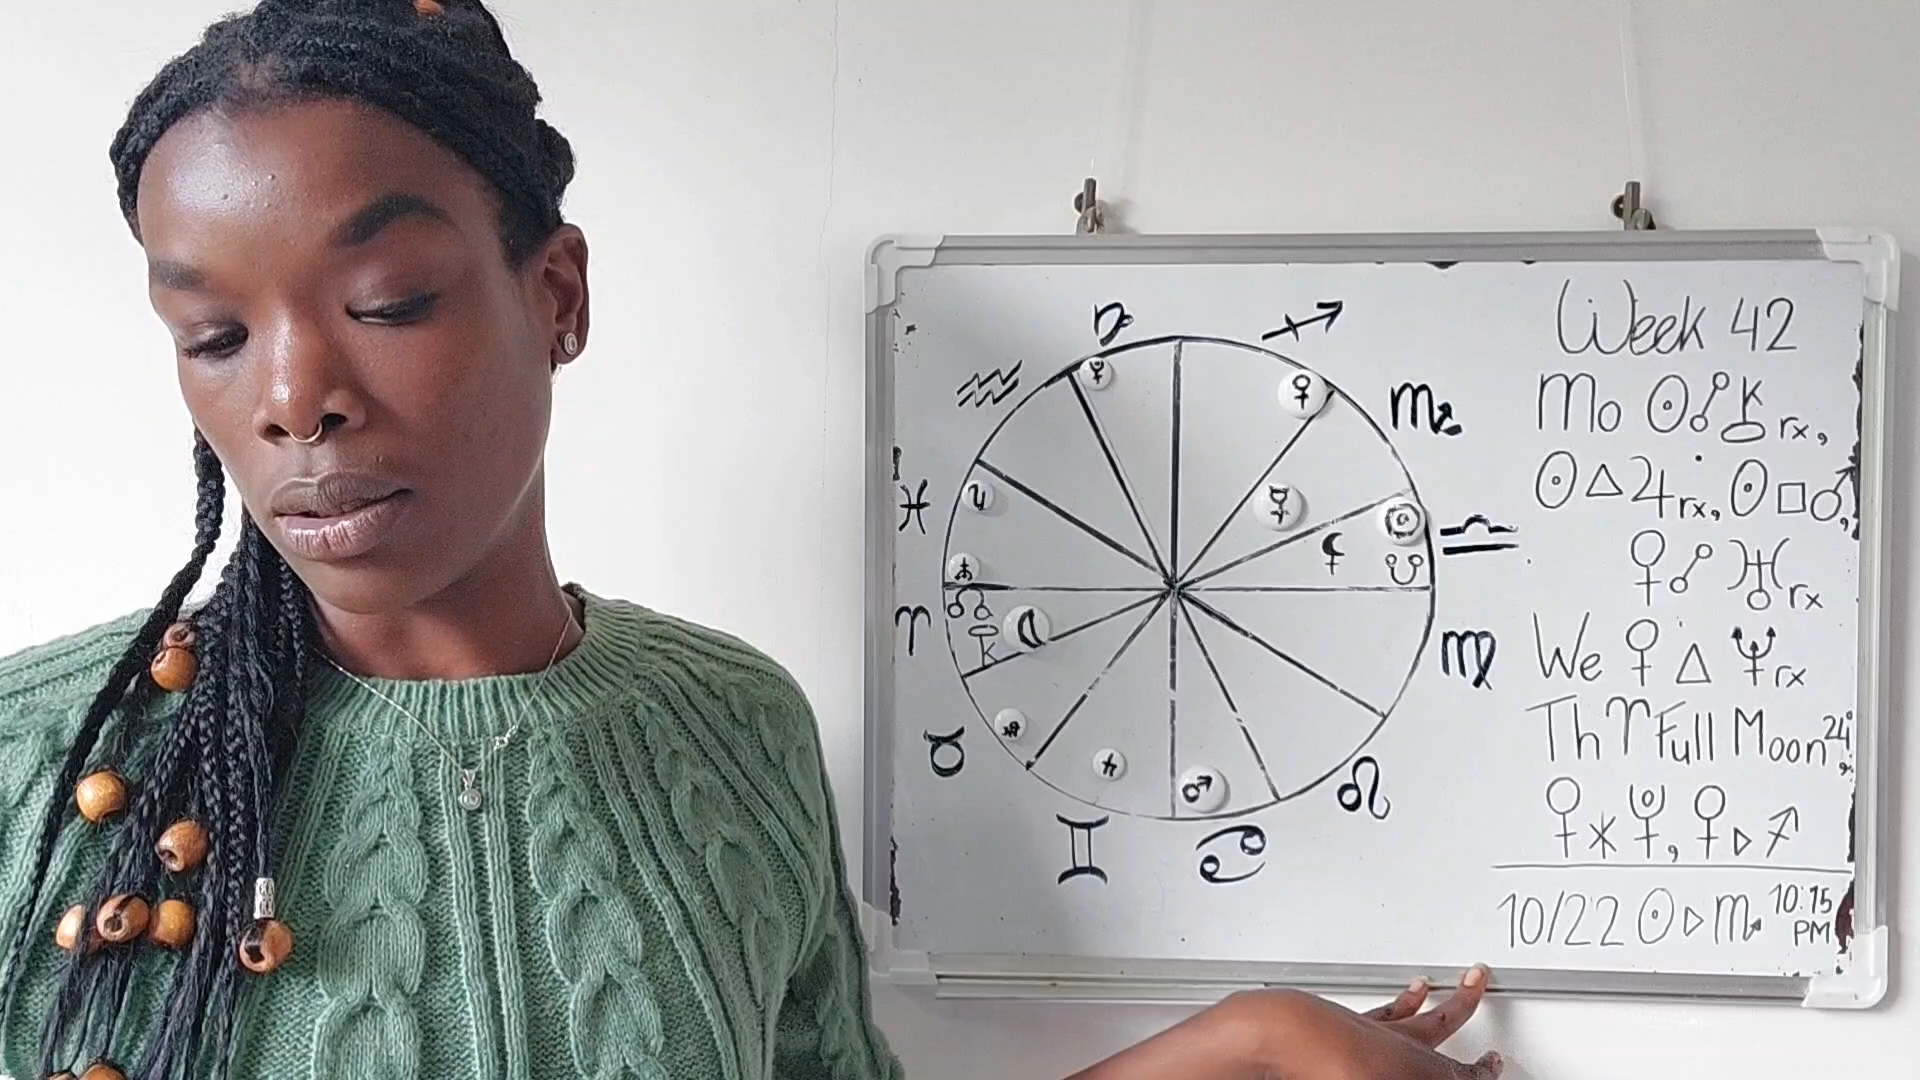 Week 42
Mo ☉☍⚷rx,
☉△♃rx, ☉□♂,
♀☍♅rx
We ♀△♆rx
Th ♈Full Moon 24°,
♀⚹⯓, ♀▷♐
10/22 ☉▷♏ 10:15
PM
♑ ♐
♒ ♇ ♀ ♏
♓ ♆ ☿ ☉ ♎
⚸ ☋
♈ ☊ ⚷ ☽ ♍
♉ ♅ ♃ ♂ ♌
♊ ♋